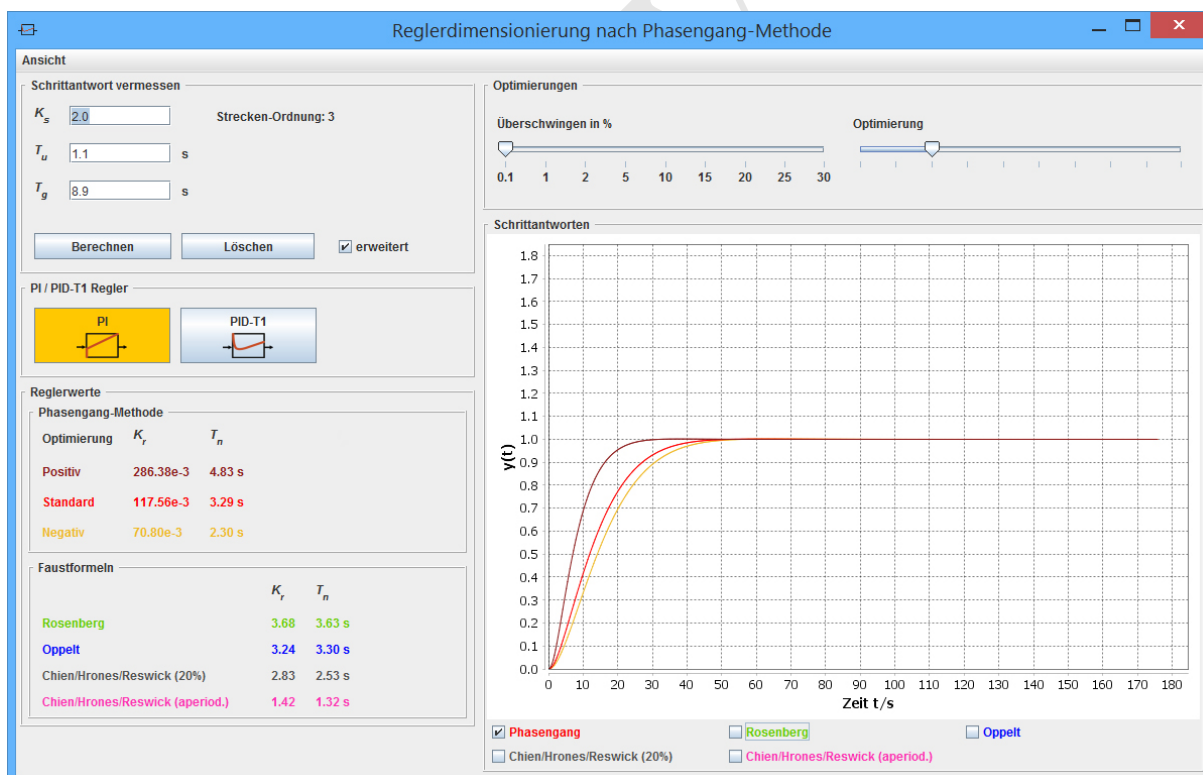 Reglerdimensionierung nach Phasengang-Methode
Ansicht
Schrittantwort vermessen
Ks 2.0 Strecken-Ordnung: 3
Tu 1.1 s
Tg 8.9 s
Berechnen Löschen erweitert
PI / PID-T1 Regler
PI PID-T1
Reglerwerte
Phasengang-Methode
Optimierung Kr Tn
Positiv 286.38e-3 4.83 s
Standard 117.56e-3 3.29 s
Negativ 70.80e-3 2.30 s
Faustformeln
Kr Tn
Rosenberg 3.68 3.63 s
Oppelt 3.24 3.30 s
Chien/Hrones/Reswick (20%) 2.83 2.53 s
Chien/Hrones/Reswick (aperiod.) 1.42 1.32 s
Optimierungen
Überschwingen in % Optimierung
0.1 1 2 5 10 15 20 25 30
Schrittantworten
1.8
1.7
1.6
1.5
1.4
1.3
1.2
1.1
1.0
0.9
0.8
0.7
0.6
0.5
0.4
0.3
0.2
0.1
0.0
y(t)
0 10 20 30 40 50 60 70 80 90 100 110 120 130 140 150 160 170 180
Zeit t/s
Phasengang Rosenberg Oppelt
Chien/Hrones/Reswick (20%) Chien/Hrones/Reswick (aperiod.)